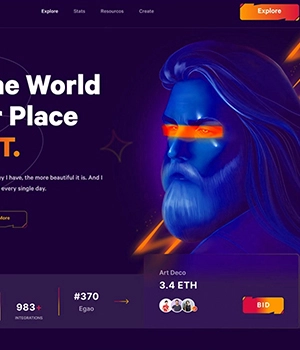 Explore
Stats
Resources
Create
Explore
he World
Place
T.
I have, the more beautiful it is. And I
every single day.
More
983+
INTEGRATIONS
#370
Egao
Art Deco
3.4 ETH
BID